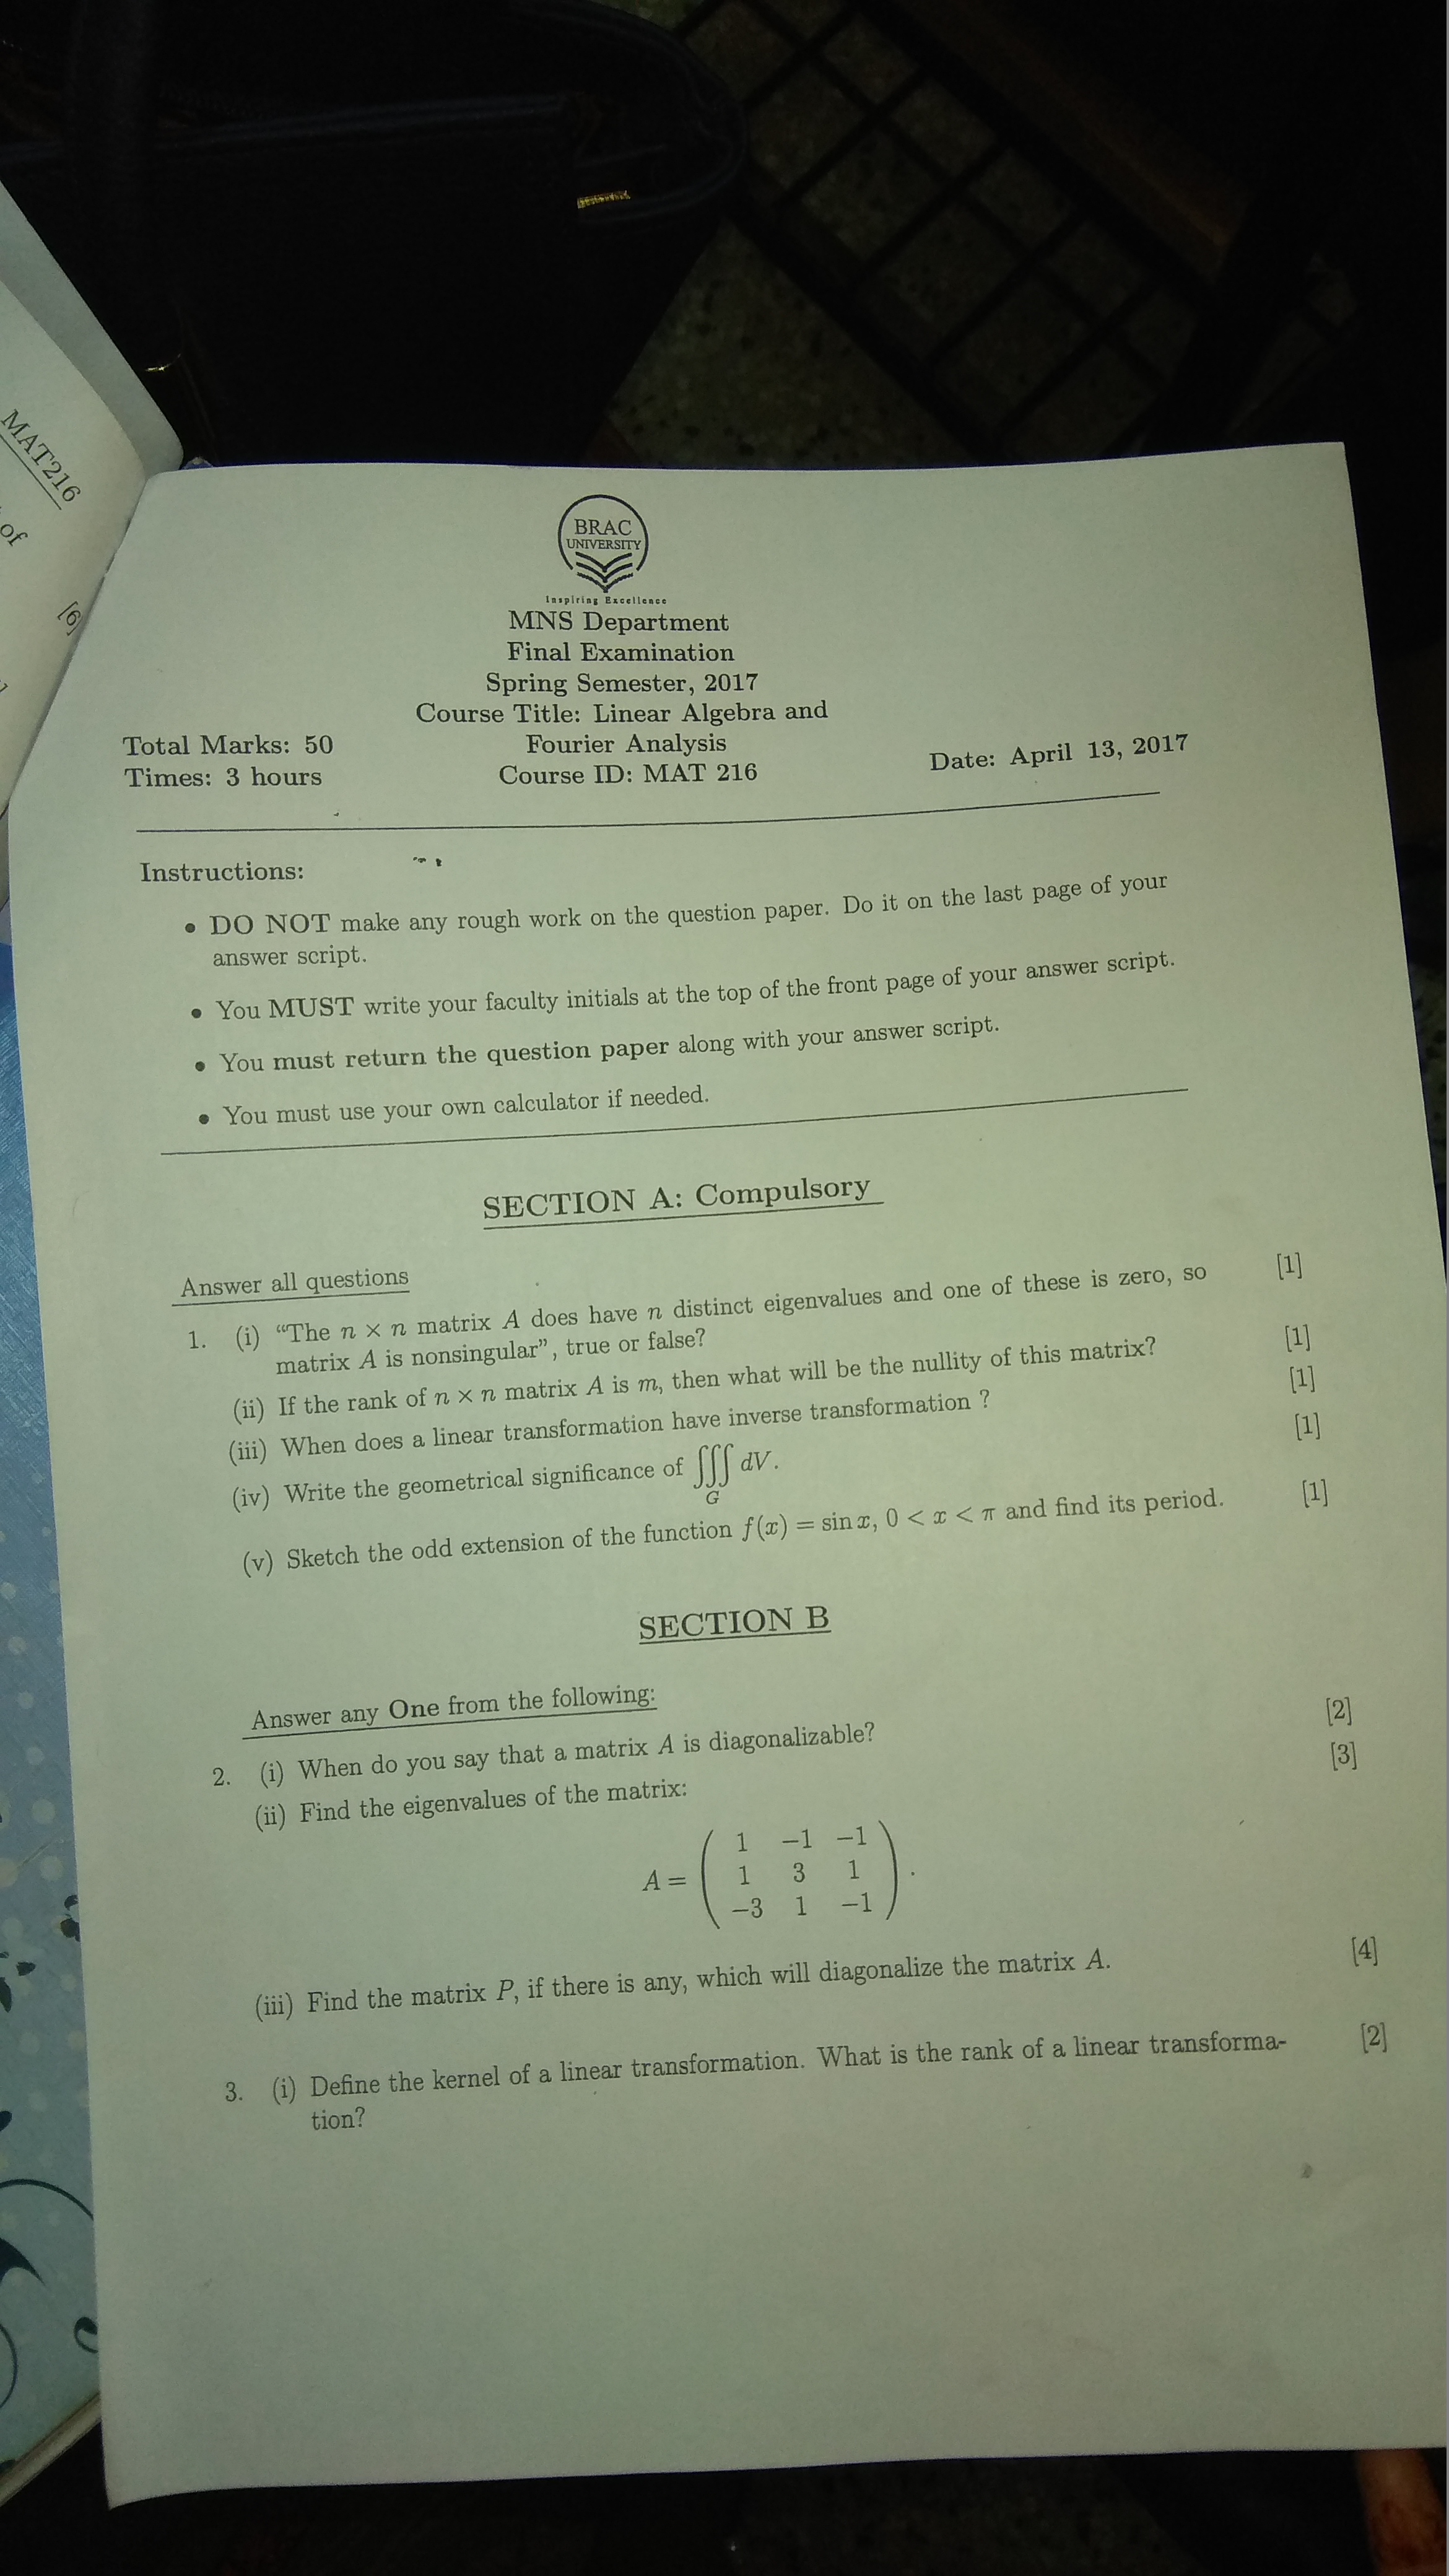 MAT216
of
[6]
BRAC
UNIVERSITY
Inspiring Excellence
MNS Department
Final Examination
Spring Semester, 2017
Course Title: Linear Algebra and
Total Marks: 50 Fourier Analysis Date: April 13, 2017
Times: 3 hours Course ID: MAT 216
Instructions:
• DO NOT make any rough work on the question paper. Do it on the last page of your
answer script.
• You MUST write your faculty initials at the top of the front page of your answer script.
• You must return the question paper along with your answer script.
• You must use your own calculator if needed.
SECTION A: Compulsory
Answer all questions
1. (i) “The n × n matrix A does have n distinct eigenvalues and one of these is zero, so [1]
matrix A is nonsingular”, true or false?
(ii) If the rank of n × n matrix A is m, then what will be the nullity of this matrix? [1]
(iii) When does a linear transformation have inverse transformation ? [1]
(iv) Write the geometrical significance of ∭_G dV. [1]
(v) Sketch the odd extension of the function f(x) = sin x, 0 < x < π and find its period. [1]
SECTION B
Answer any One from the following:
2. (i) When do you say that a matrix A is diagonalizable? [2]
(ii) Find the eigenvalues of the matrix: [3]
1 −1 −1
A = 1 3 1 .
−3 1 −1
(iii) Find the matrix P, if there is any, which will diagonalize the matrix A. [4]
3. (i) Define the kernel of a linear transformation. What is the rank of a linear transforma- [2]
tion?